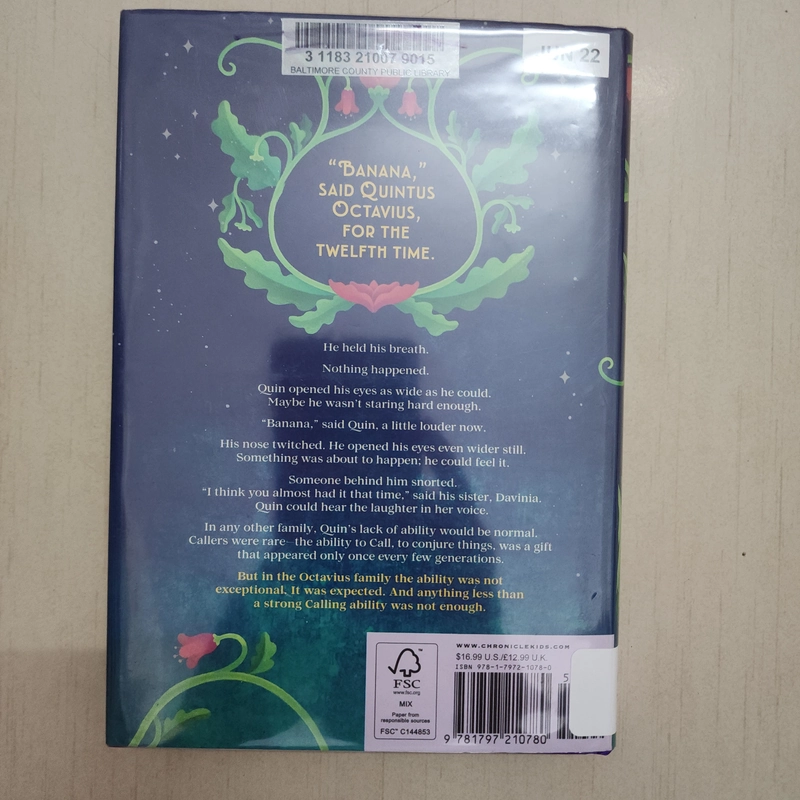 3 1183 21007 9015
BALTIMORE COUNTY PUBLIC LIBRARY
JUN 22
“BANANA,”
SAID QUINTUS
OCTAVIUS,
FOR THE
TWELFTH TIME.
He held his breath.
Nothing happened.
Quin opened his eyes as wide as he could.
Maybe he wasn’t staring hard enough.
“Banana,” said Quin, a little louder now.
His nose twitched. He opened his eyes even wider still.
Something was about to happen; he could feel it.
Someone behind him snorted.
“I think you almost had it that time,” said his sister, Davinia.
Quin could hear the laughter in her voice.
In any other family, Quin’s lack of ability would be normal.
Callers were rare—the ability to Call, to conjure things, was a gift
that appeared only once every few generations.
But in the Octavius family the ability was not
exceptional. It was expected. And anything less than
a strong Calling ability was not enough.
FSC
www.fsc.org
MIX
Paper from
responsible sources
FSC® C144853
WWW.CHRONICLEKIDS.COM
$16.99 U.S./£12.99 U.K.
ISBN 978-1-7972-1078-0
5
9 781797 210780